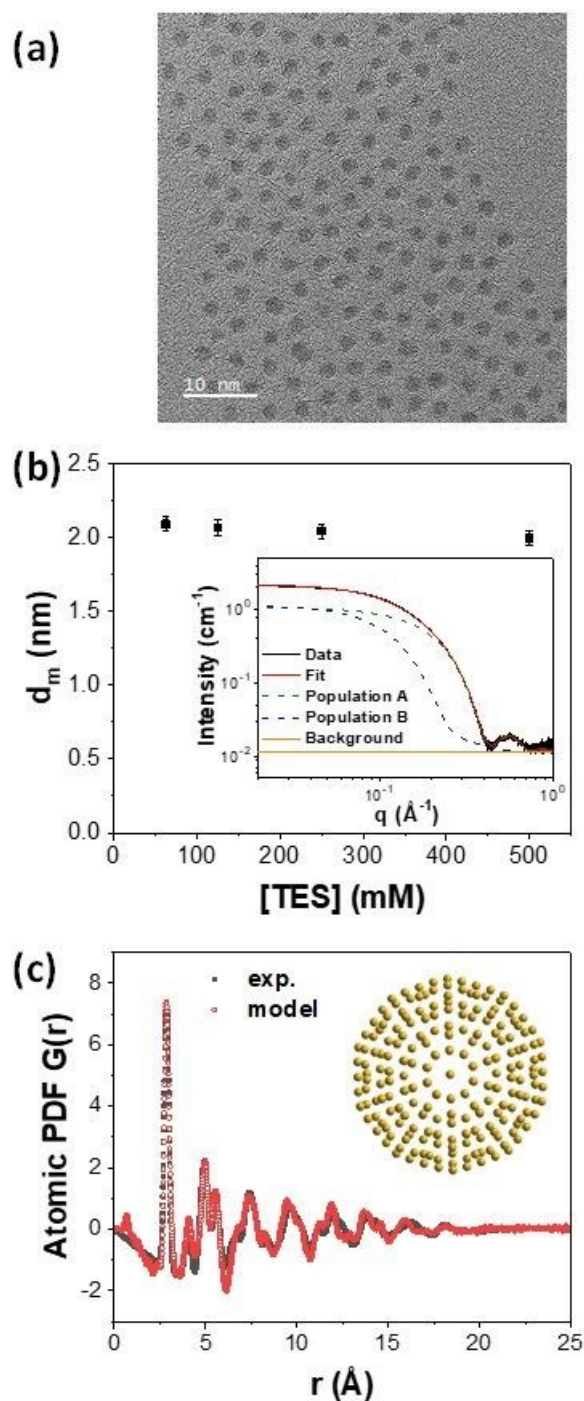 (a)
10 nm
(b)
2.5
2.0
1.5
1.0
0.5
0.0
d_m (nm)
Intensity (cm⁻¹)
10⁰
10⁻¹
10⁻²
Data
Fit
Population A
Population B
Background
10⁻¹
10⁰
q (Å⁻¹)
0
100
200
300
400
500
[TES] (mM)
(c)
8
6
4
2
0
-2
Atomic PDF G(r)
exp.
model
0
5
10
15
20
25
r (Å)